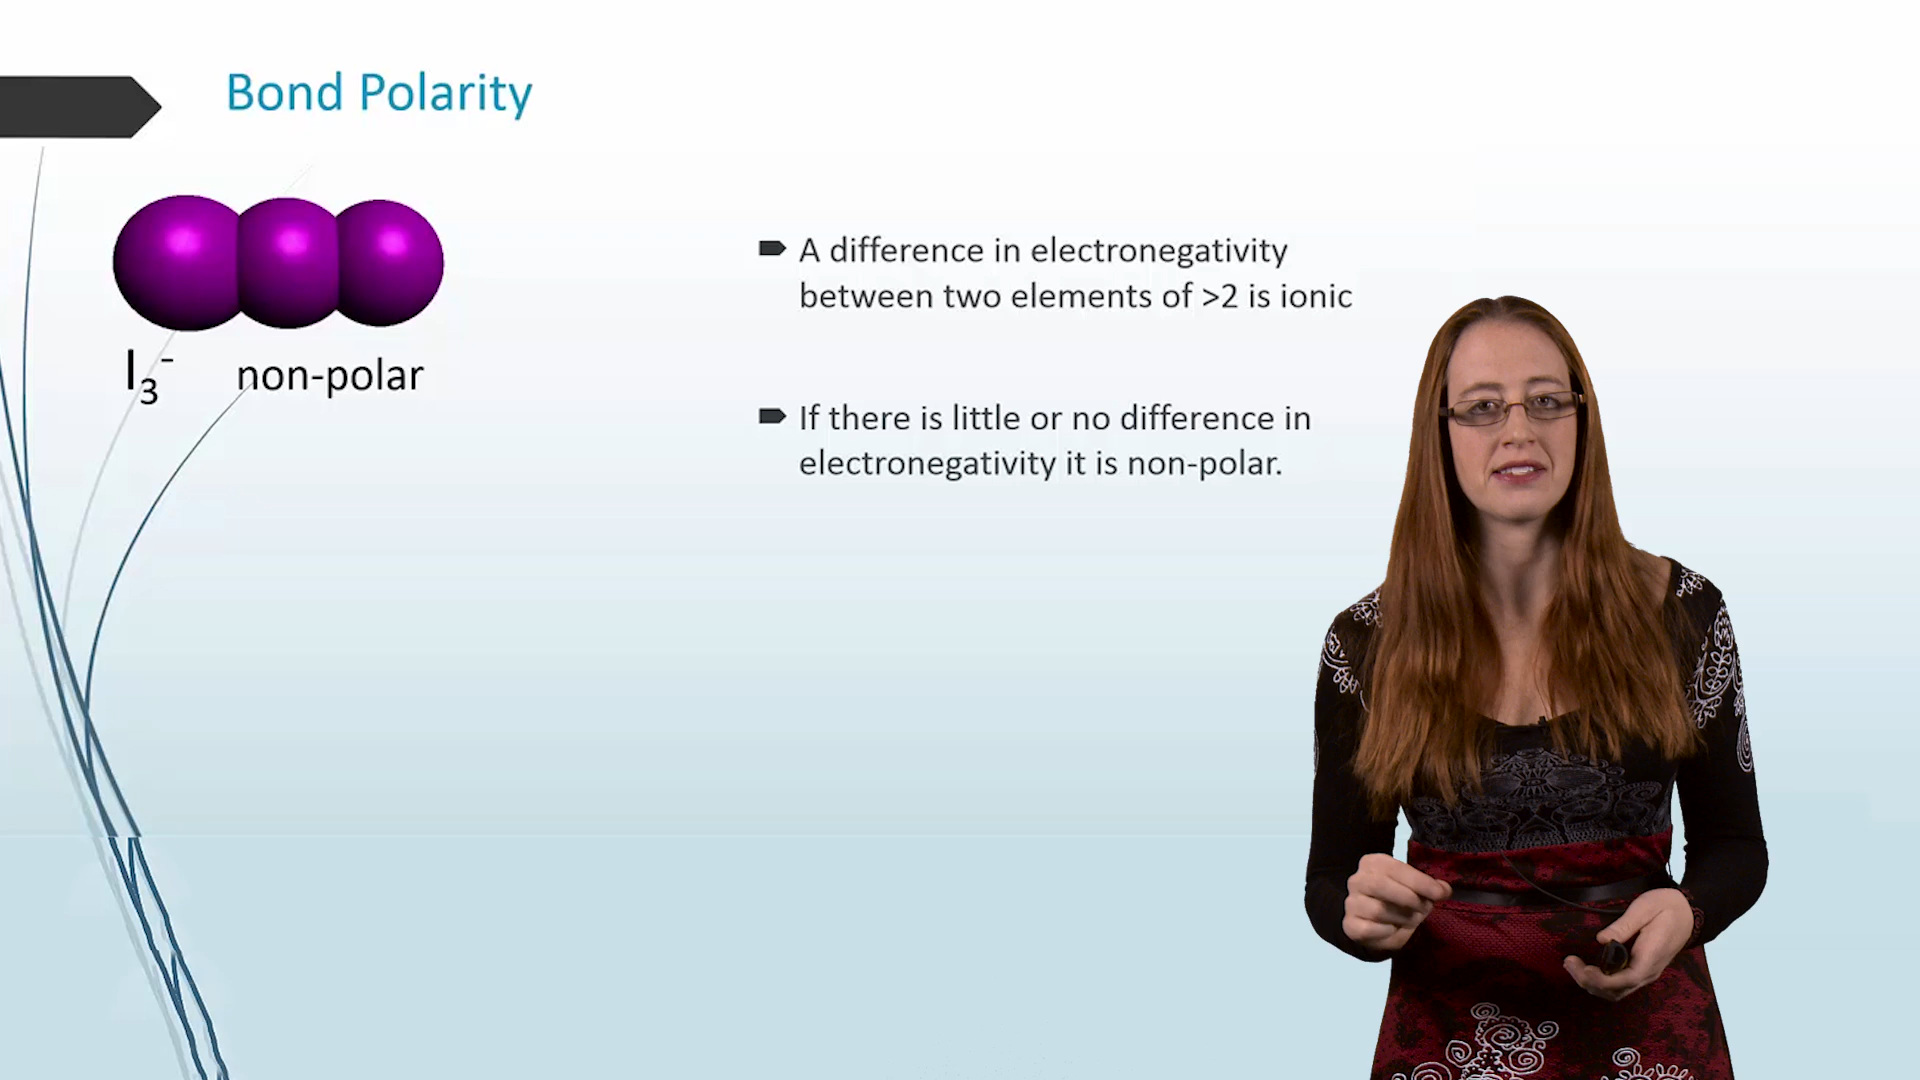 Bond Polarity
I₃⁻ non-polar
A difference in electronegativity
between two elements of >2 is ionic
If there is little or no difference in
electronegativity it is non-polar.